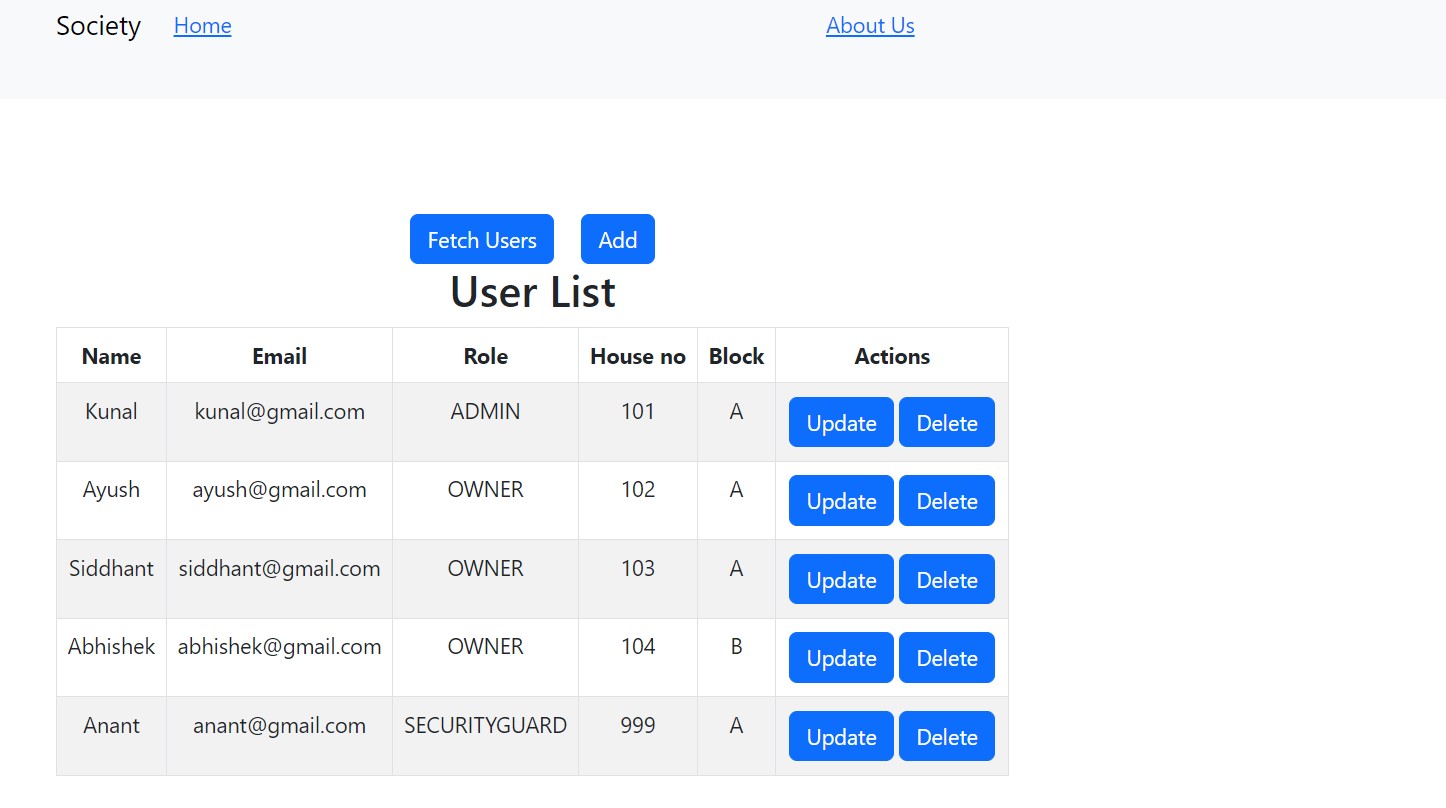 Society Home About Us
Fetch Users Add
User List
Name Email Role House no Block Actions
Kunal kunal@gmail.com ADMIN 101 A Update Delete
Ayush ayush@gmail.com OWNER 102 A Update Delete
Siddhant siddhant@gmail.com OWNER 103 A Update Delete
Abhishek abhishek@gmail.com OWNER 104 B Update Delete
Anant anant@gmail.com SECURITYGUARD 999 A Update Delete